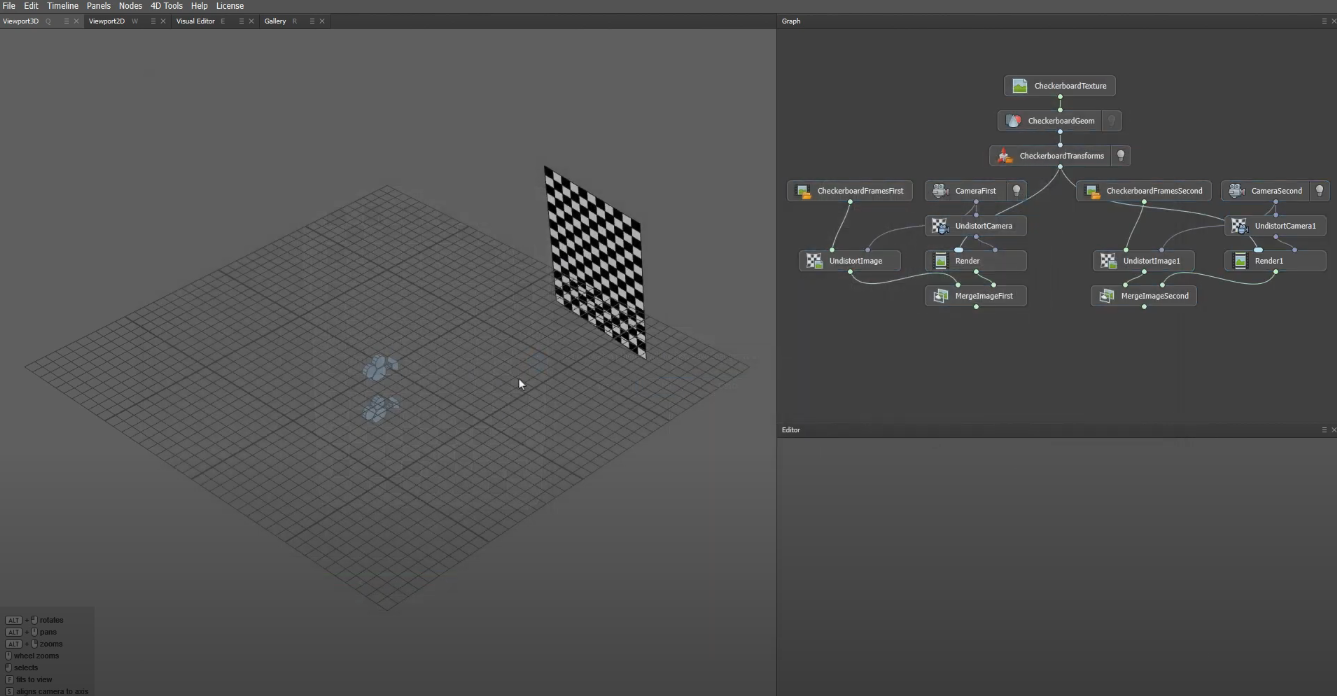 File Edit Timeline Panels Nodes 4D Tools Help License
Viewport3D Q Viewport2D W Visual Editor E Gallery R
Graph
CheckerboardTexture
CheckerboardGeom
CheckerboardTransforms
CheckerboardFramesFirst CameraFirst CheckerboardFramesSecond CameraSecond
UndistortCamera UndistortCamera1
UndistortImage Render UndistortImage1 Render1
MergeImageFirst MergeImageSecond
Editor
ALT + rotates
ALT + pans
ALT + zooms
wheel zooms
selects
F fits to view
S aligns camera to axis